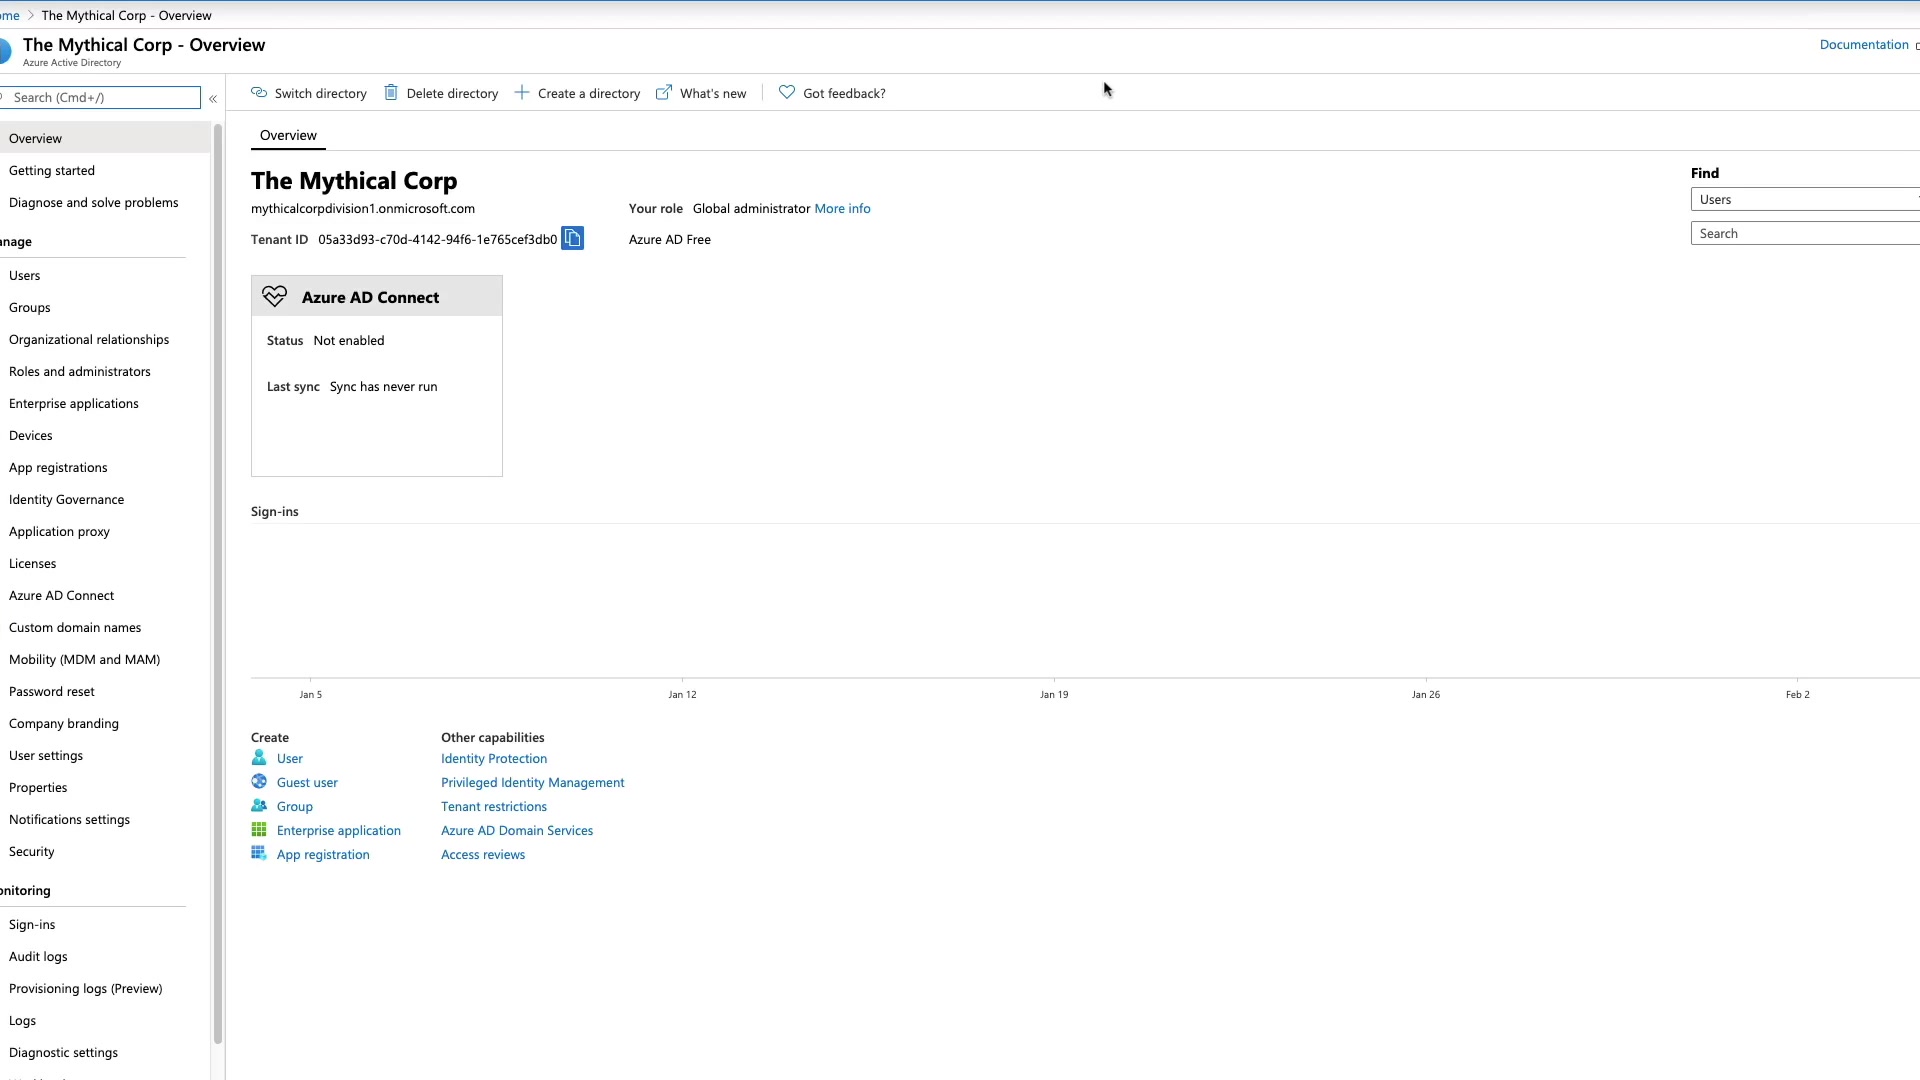 The Mythical Corp - Overview
The Mythical Corp - Overview
Azure Active Directory
Documentation
Search (Cmd+/)
Switch directory
Delete directory
Create a directory
What's new
Got feedback?
Overview
Getting started
Diagnose and solve problems
Users
Groups
Organizational relationships
Roles and administrators
Enterprise applications
Devices
App registrations
Identity Governance
Application proxy
Licenses
Azure AD Connect
Custom domain names
Mobility (MDM and MAM)
Password reset
Company branding
User settings
Properties
Notifications settings
Security
Sign-ins
Audit logs
Provisioning logs (Preview)
Logs
Diagnostic settings
Overview
The Mythical Corp
mythicalcorpdivision1.onmicrosoft.com
Tenant ID 05a33d93-c70d-4142-94f6-1e765cef3db0
Your role Global administrator More info
Azure AD Free
Find
Users
Search
Azure AD Connect
Status Not enabled
Last sync Sync has never run
Sign-ins
Jan 5 Jan 12 Jan 19 Jan 26 Feb 2
Create
User
Guest user
Group
Enterprise application
App registration
Other capabilities
Identity Protection
Privileged Identity Management
Tenant restrictions
Azure AD Domain Services
Access reviews